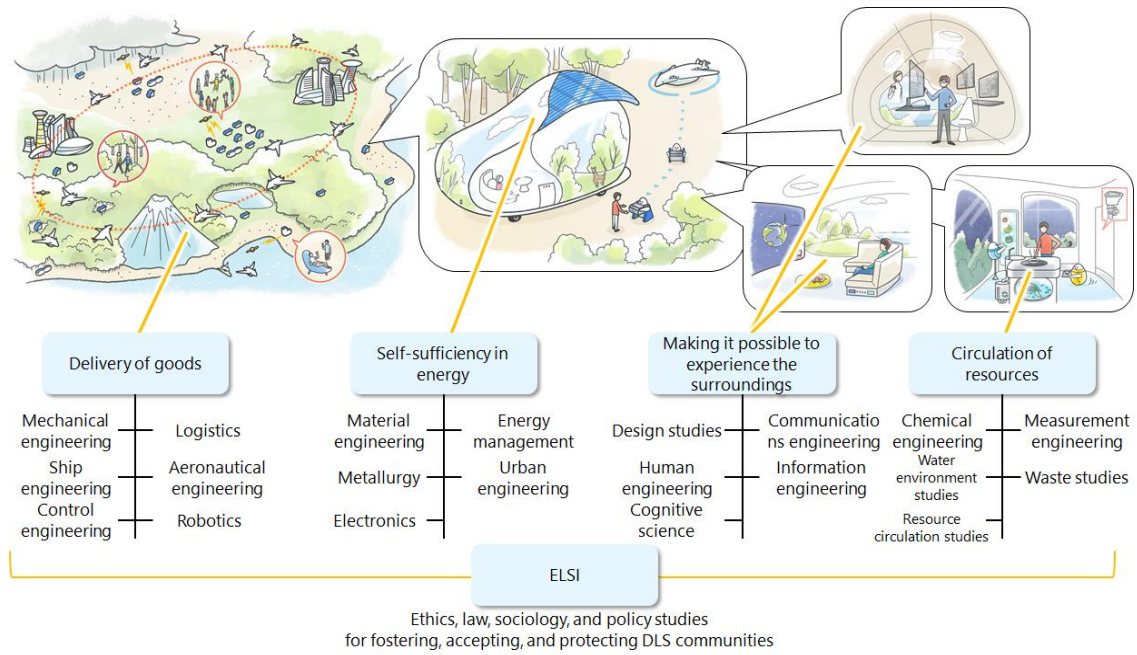 Delivery of goods
Self-sufficiency in
energy
Making it possible to
experience the
surroundings
Circulation of
resources
Mechanical
engineering
Logistics
Ship
engineering
Aeronautical
engineering
Control
engineering
Robotics
Material
engineering
Energy
management
Metallurgy
Urban
engineering
Electronics
Design studies
Communicatio
ns engineering
Human
engineering
Information
engineering
Cognitive
science
Chemical
engineering
Measurement
engineering
Water
environment
studies
Waste studies
Resource
circulation studies
ELSI
Ethics, law, sociology, and policy studies
for fostering, accepting, and protecting DLS communities